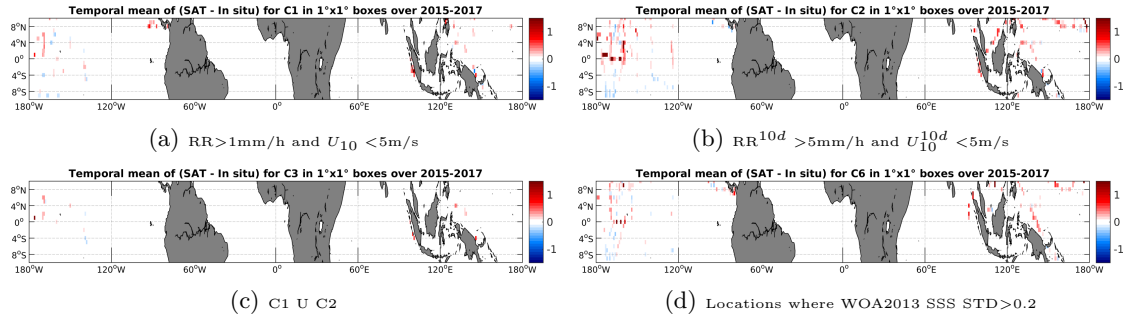 Temporal mean of (SAT - In situ) for C1 in 1°x1° boxes over 2015-2017
8°N
4°N
0°
4°S
8°S
180°W 120°W 60°W 0° 60°E 120°E 180°W
1
0
-1
(a) RR>1mm/h and U10 <5m/s
Temporal mean of (SAT - In situ) for C2 in 1°x1° boxes over 2015-2017
8°N
4°N
0°
4°S
8°S
180°W 120°W 60°W 0° 60°E 120°E 180°W
1
0
-1
(b) RR^10d >5mm/h and U10^10d <5m/s
Temporal mean of (SAT - In situ) for C3 in 1°x1° boxes over 2015-2017
8°N
4°N
0°
4°S
8°S
180°W 120°W 60°W 0° 60°E 120°E 180°W
1
0
-1
(c) C1 U C2
Temporal mean of (SAT - In situ) for C6 in 1°x1° boxes over 2015-2017
8°N
4°N
0°
4°S
8°S
180°W 120°W 60°W 0° 60°E 120°E 180°W
1
0
-1
(d) Locations where WOA2013 SSS STD>0.2